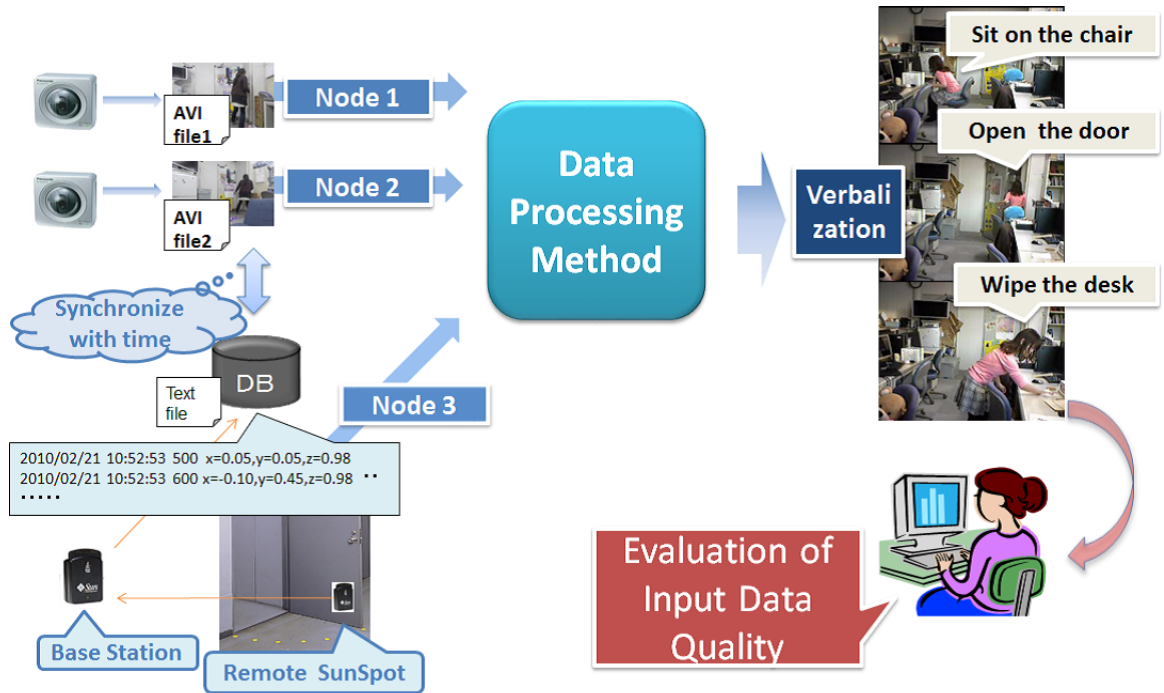 AVI
file1
Node 1
AVI
file2
Node 2
Synchronize
with time
DB
Text
file
Node 3
2010/02/21 10:52:53 500 x=0.05,y=0.05,z=0.98
2010/02/21 10:52:53 600 x=-0.10,y=0.45,z=0.98 ··
·····
Sun
Base Station
Remote SunSpot
Data
Processing
Method
Verbali
zation
Sit on the chair
Open the door
Wipe the desk
Evaluation of
Input Data
Quality